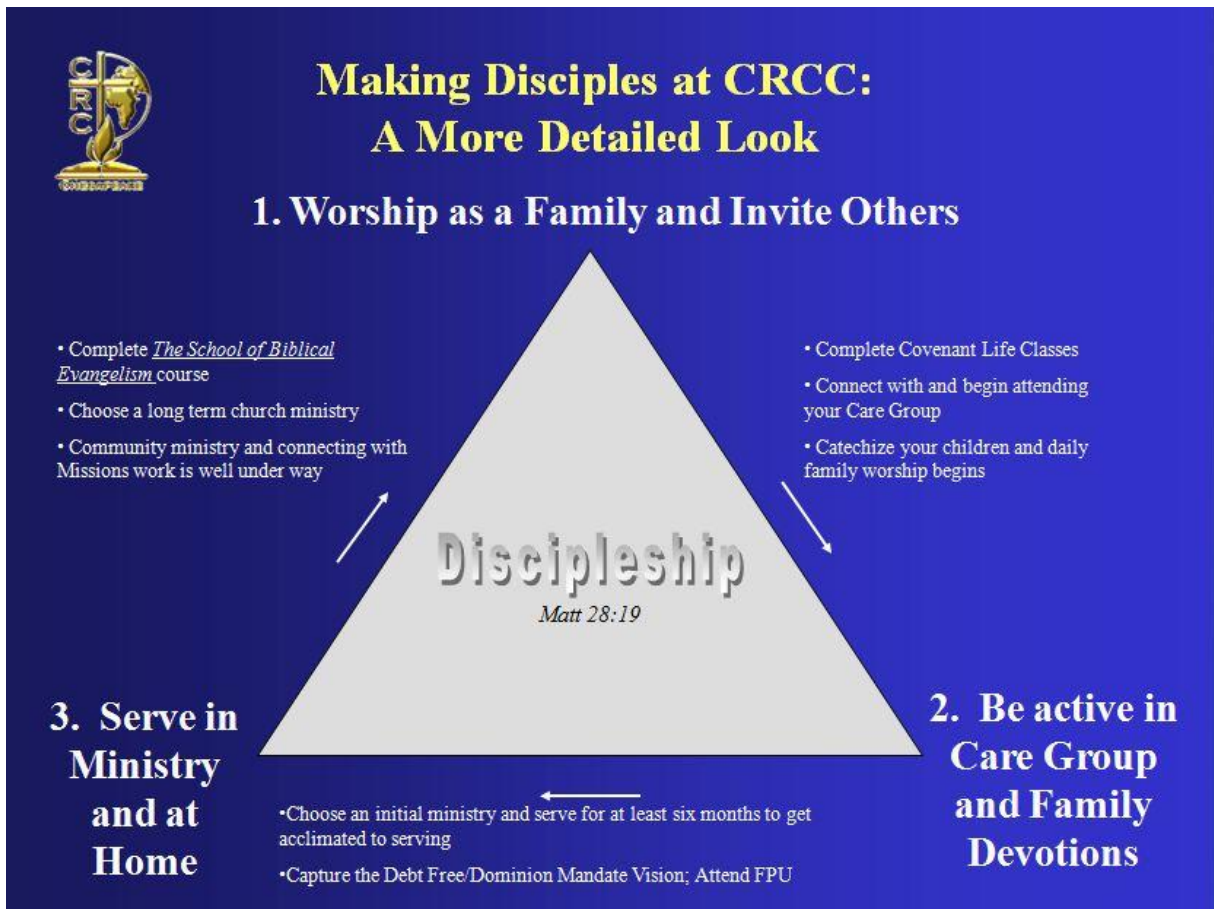 C
R
C
CHESAPEAKE
Making Disciples at CRCC:
A More Detailed Look
1. Worship as a Family and Invite Others
• Complete The School of Biblical
Evangelism course
• Choose a long term church ministry
• Community ministry and connecting with
Missions work is well under way
• Complete Covenant Life Classes
• Connect with and begin attending
your Care Group
• Catechize your children and daily
family worship begins
Discipleship
Matt 28:19
2. Be active in
Care Group
and Family
Devotions
•Choose an initial ministry and serve for at least six months to get
acclimated to serving
•Capture the Debt Free/Dominion Mandate Vision; Attend FPU
3. Serve in
Ministry
and at
Home